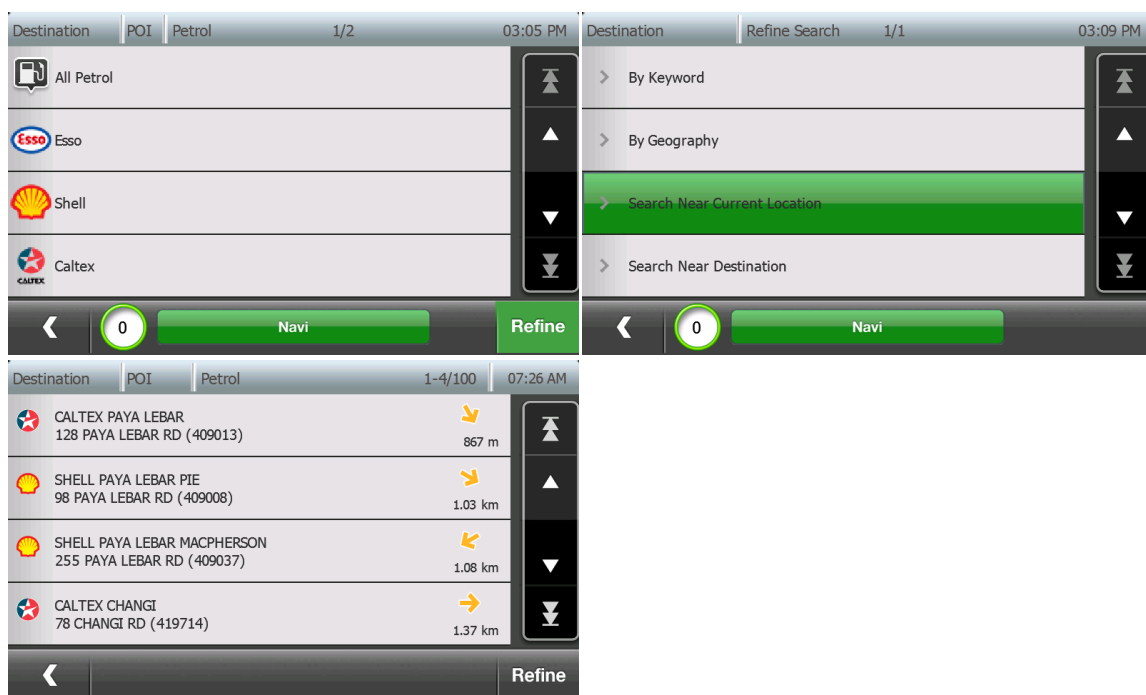 Destination POI Petrol 1/2 03:05 PM
All Petrol
Esso Esso
Shell
CALTEX Caltex
0 Navi Refine
Destination Refine Search 1/1 03:09 PM
By Keyword
By Geography
Search Near Current Location
Search Near Destination
0 Navi
Destination POI Petrol 1-4/100 07:26 AM
CALTEX PAYA LEBAR
128 PAYA LEBAR RD (409013)
867 m
SHELL PAYA LEBAR PIE
98 PAYA LEBAR RD (409008)
1.03 km
SHELL PAYA LEBAR MACPHERSON
255 PAYA LEBAR RD (409037)
1.08 km
CALTEX CHANGI
78 CHANGI RD (419714)
1.37 km
Refine